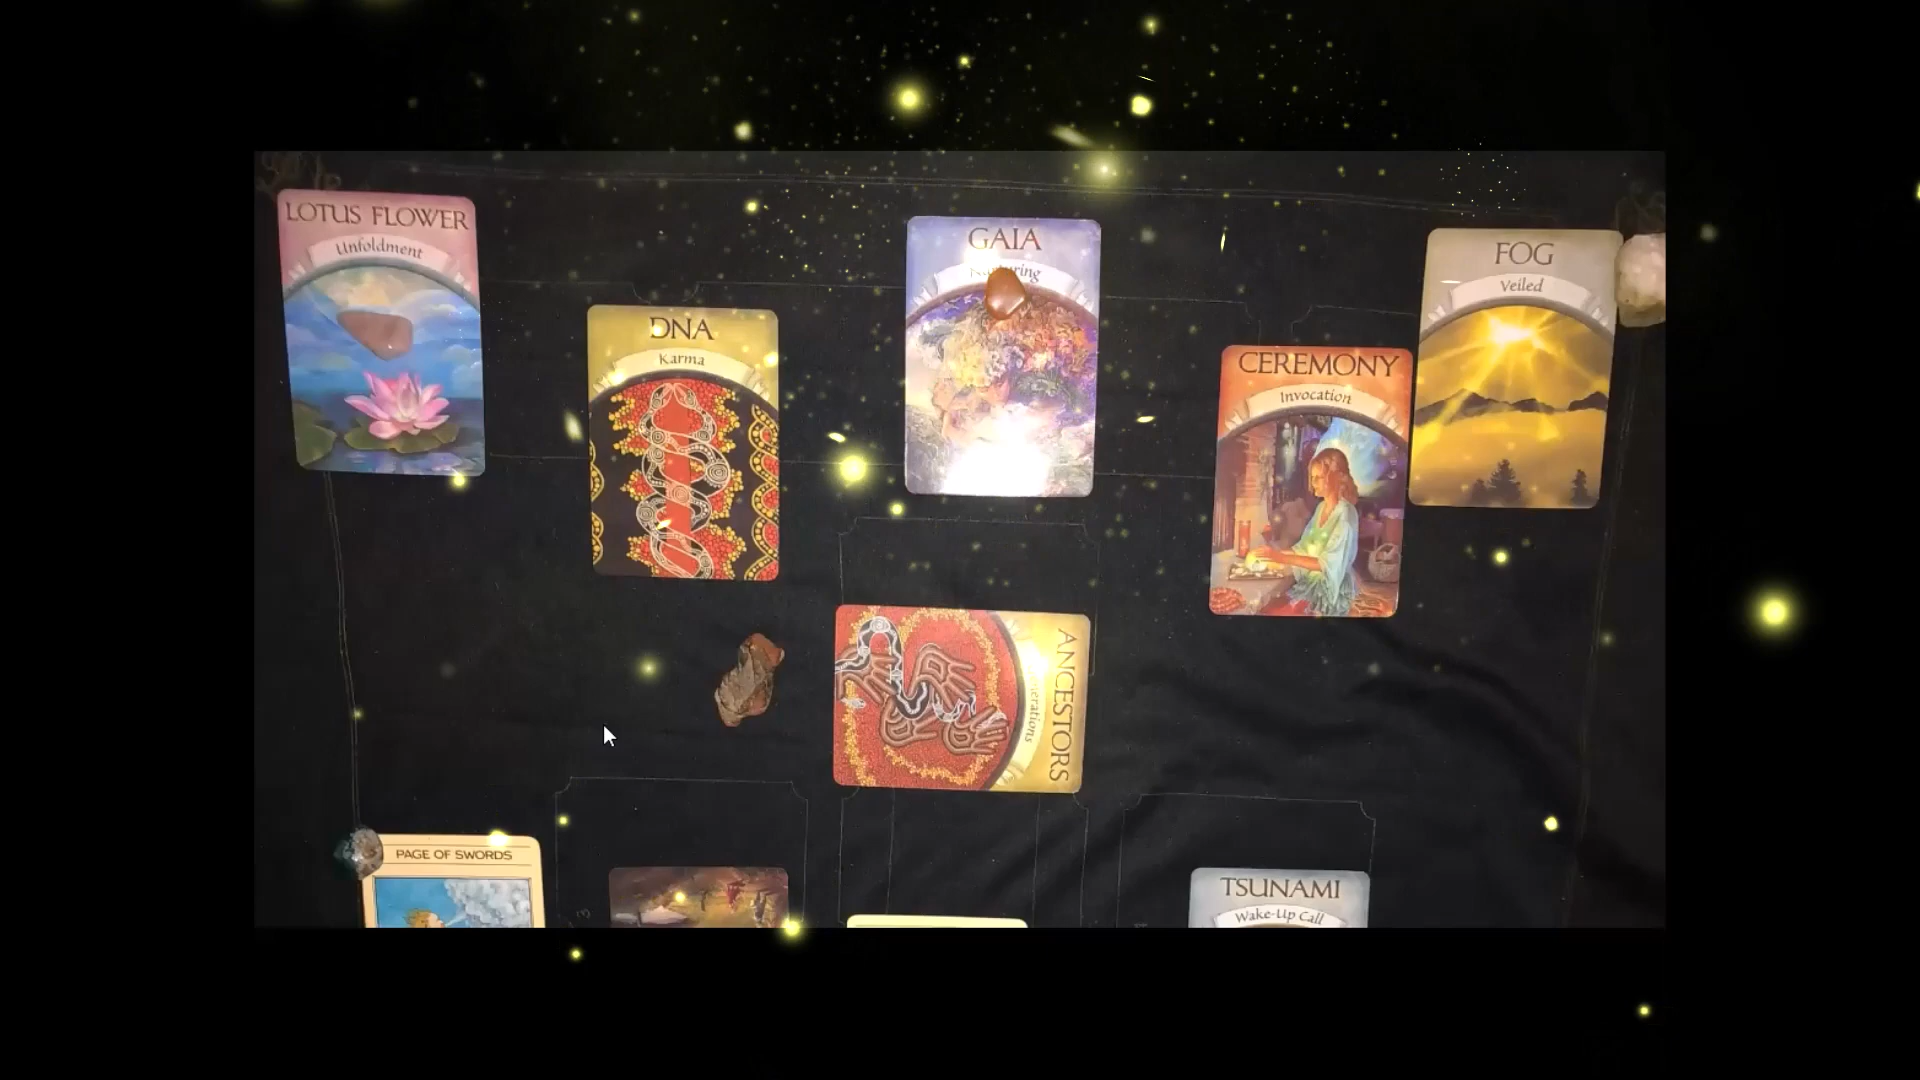 LOTUS FLOWER
Unfoldment
GAIA
FOG
Veiled
DNA
Karma
CEREMONY
Invocation
ANCESTORS
PAGE OF SWORDS
TSUNAMI
Wake-Up Call